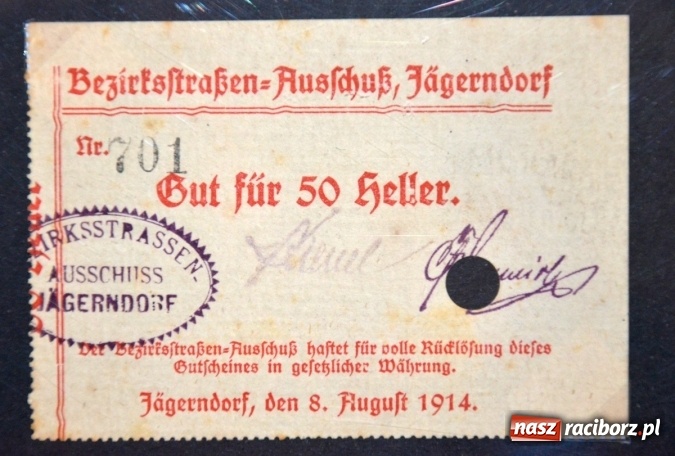 Bezirksstraßen-Ausschuß, Jägerndorf
Nr. 701
Gut für 50 Heller.
IRKSSTRASSEN-
AUSSCHUSS
JÄGERNDORF
Der Bezirksstraßen-Ausschuß haftet für volle Rücklösung dieses
Gutscheines in gesetzlicher Währung.
Jägerndorf, den 8. August 1914.
nasz raciborz.pl